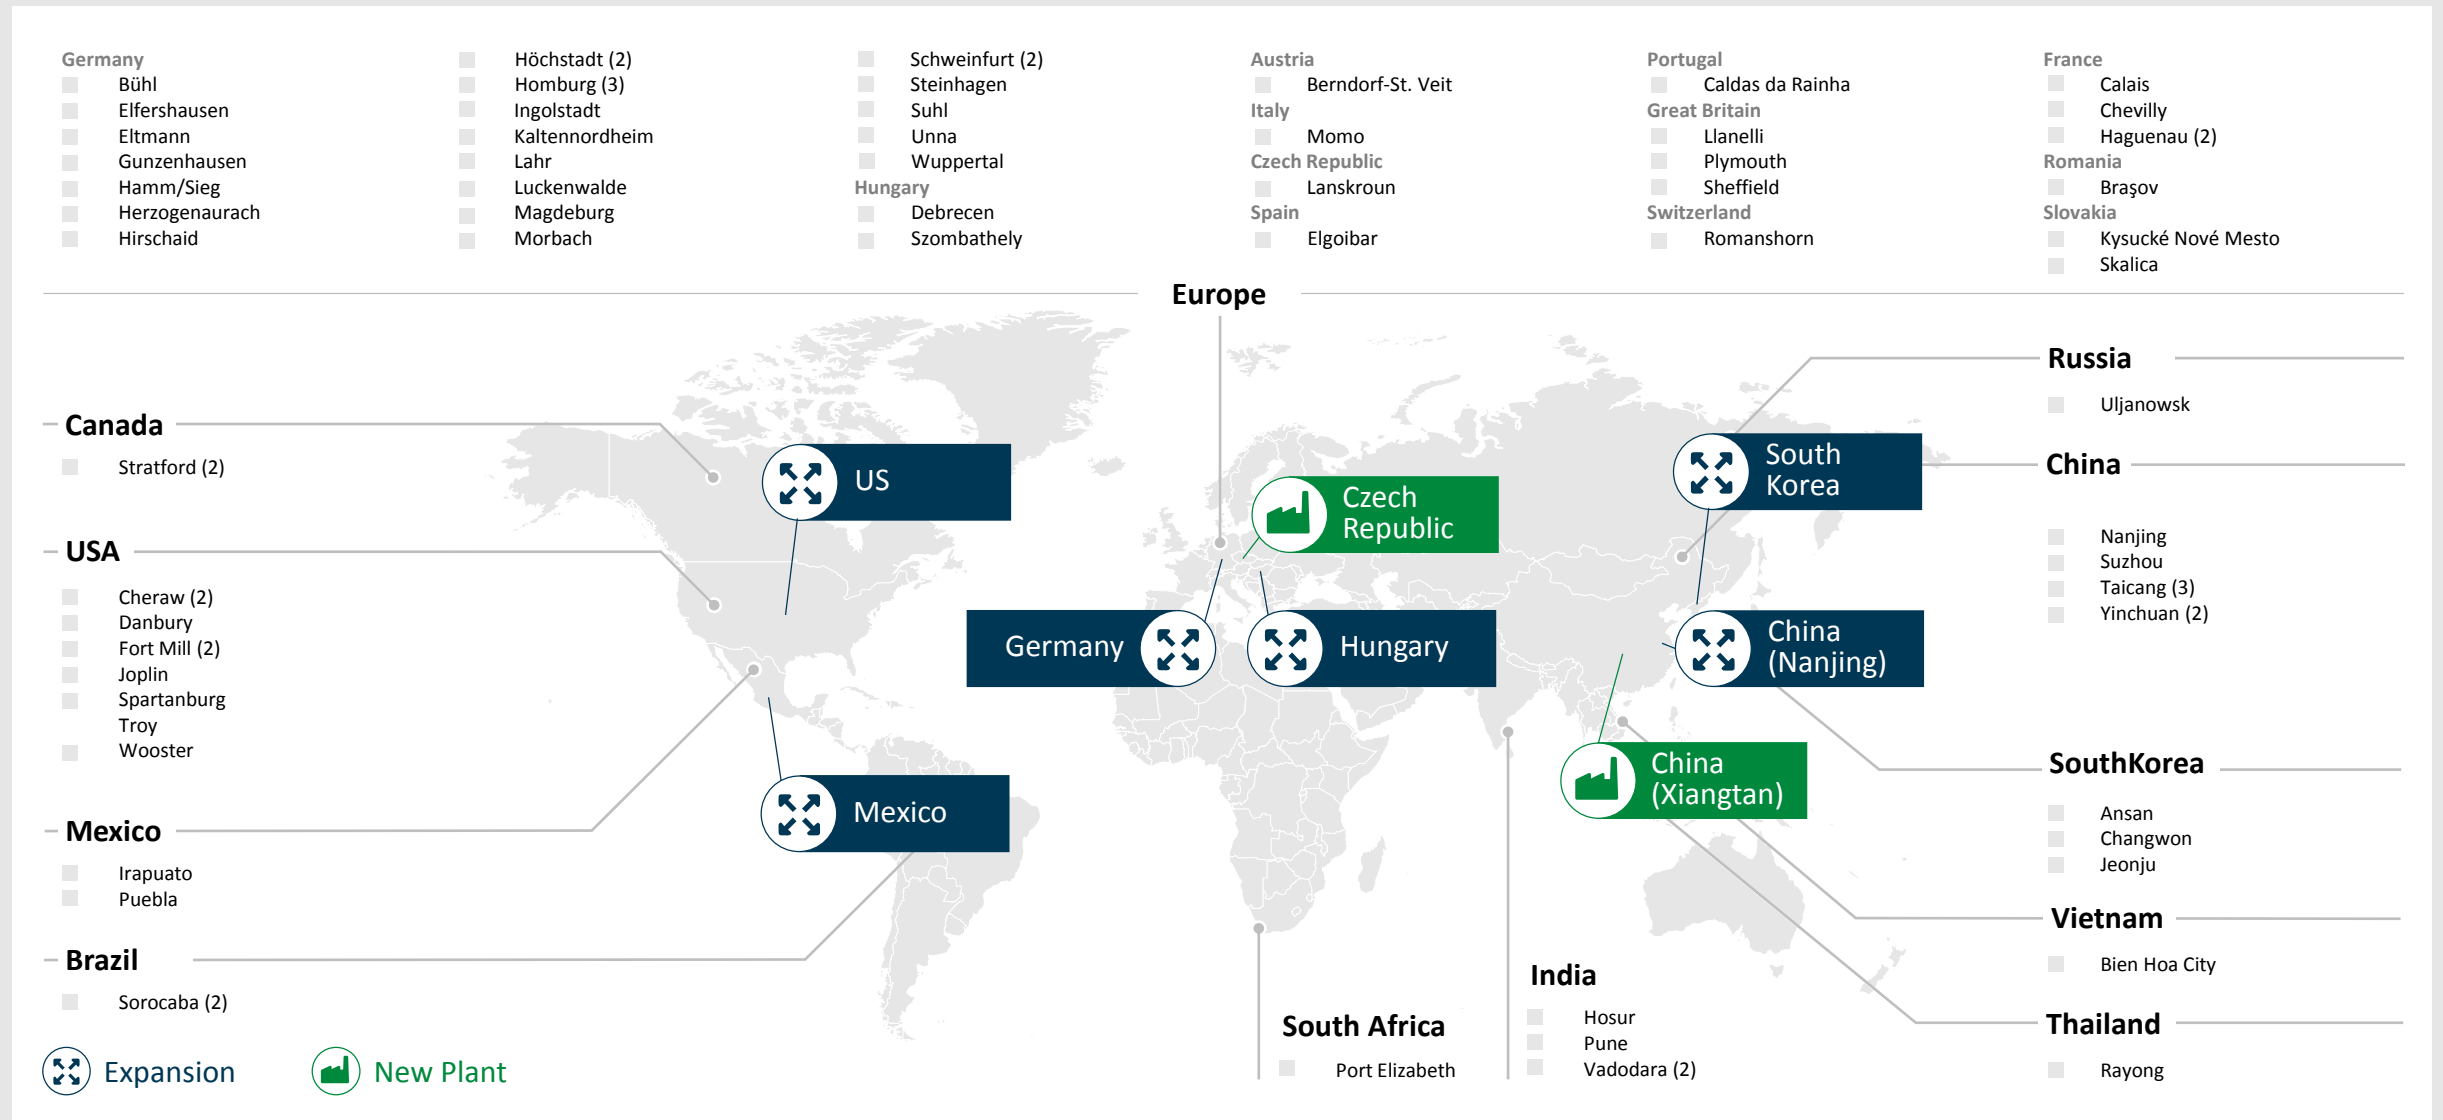 Germany
Bühl
Elfershausen
Eltmann
Gunzenhausen
Hamm/Sieg
Herzogenaurach
Hirschaid
Höchstadt (2)
Homburg (3)
Ingolstadt
Kaltennordheim
Lahr
Luckenwalde
Magdeburg
Morbach
Schweinfurt (2)
Steinhagen
Suhl
Unna
Wuppertal
Hungary
Debrecen
Szombathely
Austria
Berndorf-St. Veit
Italy
Momo
Czech Republic
Lanskroun
Spain
Elgoibar
Portugal
Caldas da Rainha
Great Britain
Llanelli
Plymouth
Sheffield
Switzerland
Romanshorn
France
Calais
Chevilly
Haguenau (2)
Romania
Braşov
Slovakia
Kysucké Nové Mesto
Skalica
Europe
Canada
Stratford (2)
USA
Cheraw (2)
Danbury
Fort Mill (2)
Joplin
Spartanburg
Troy
Wooster
Mexico
Irapuato
Puebla
Brazil
Sorocaba (2)
US
Mexico
Germany
Czech
Republic
Hungary
South
Korea
China
(Nanjing)
China
(Xiangtan)
Russia
Uljanowsk
China
Nanjing
Suzhou
Taicang (3)
Yinchuan (2)
SouthKorea
Ansan
Changwon
Jeonju
Vietnam
Bien Hoa City
Thailand
Rayong
India
Hosur
Pune
Vadodara (2)
South Africa
Port Elizabeth
Expansion
New Plant